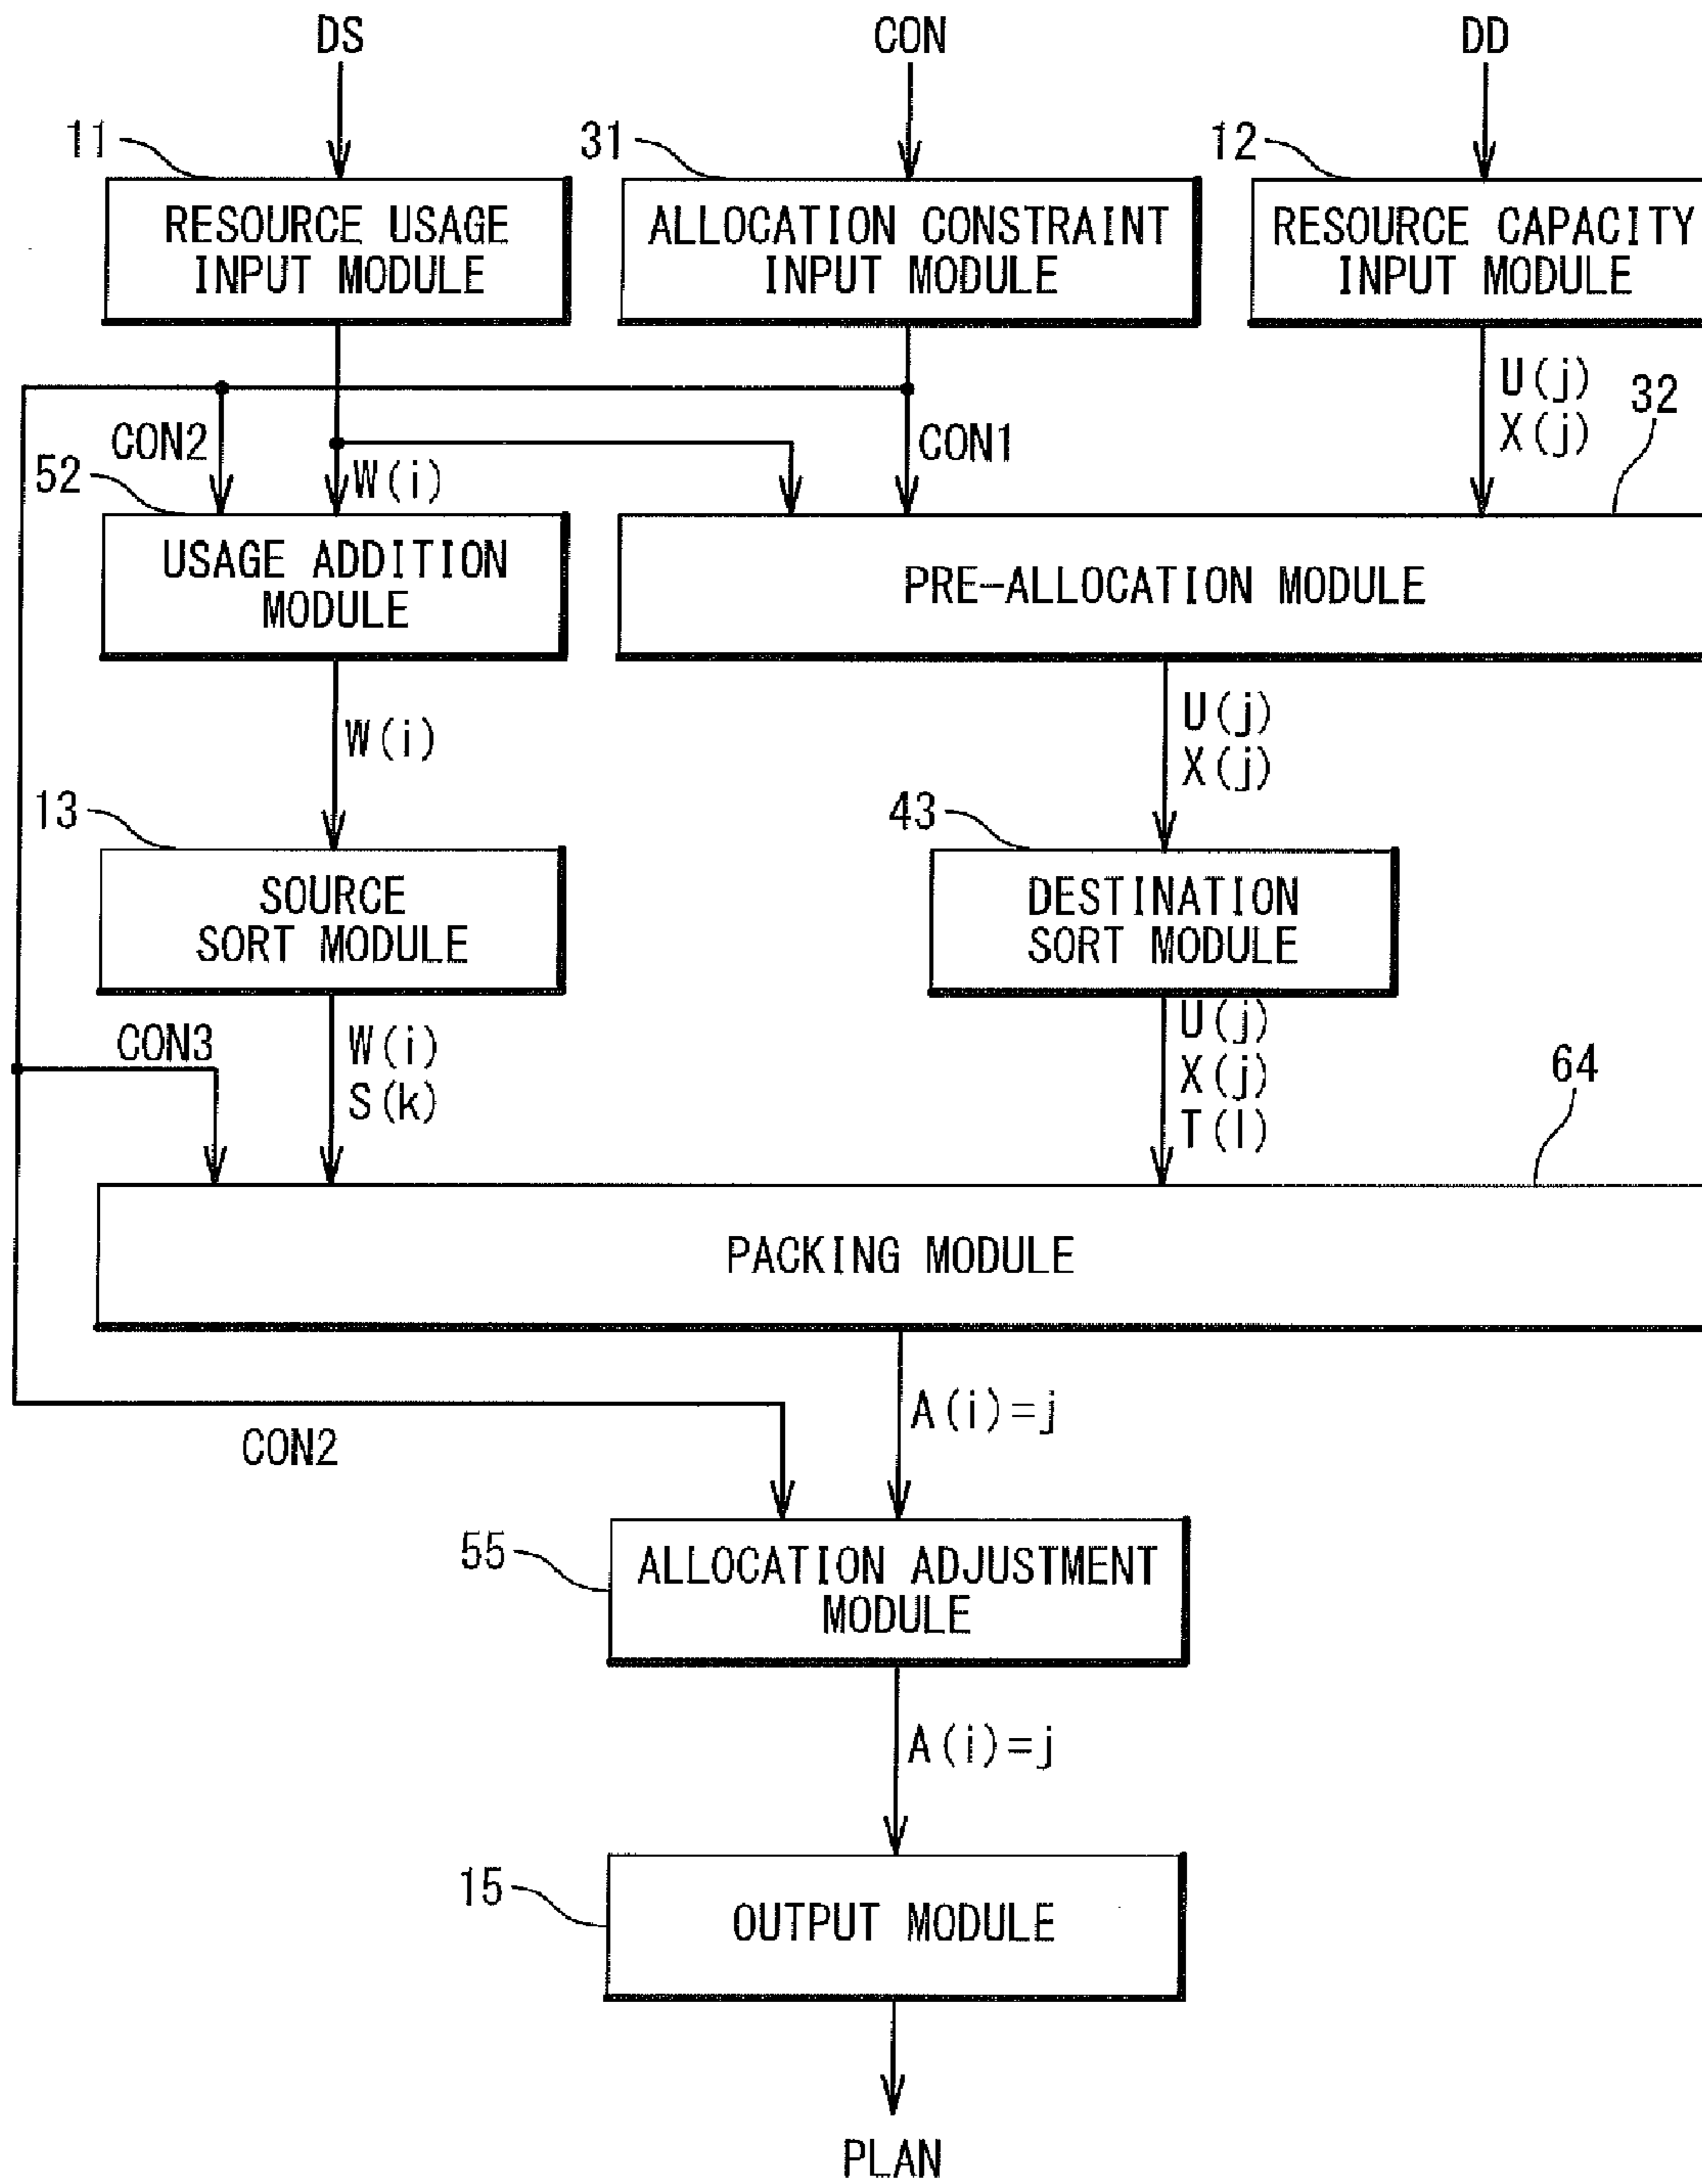 DS
CON
DD
11
31
12
RESOURCE USAGE
INPUT MODULE
ALLOCATION CONSTRAINT
INPUT MODULE
RESOURCE CAPACITY
INPUT MODULE
U(j)
X(j)
32
CON2
W(i)
CON1
52
USAGE ADDITION
MODULE
PRE-ALLOCATION MODULE
W(i)
U(j)
X(j)
13
43
SOURCE
SORT MODULE
DESTINATION
SORT MODULE
CON3
W(i)
S(k)
U(j)
X(j)
T(l)
64
PACKING MODULE
A(i)=j
CON2
55
ALLOCATION ADJUSTMENT
MODULE
A(i)=j
15
OUTPUT MODULE
PLAN